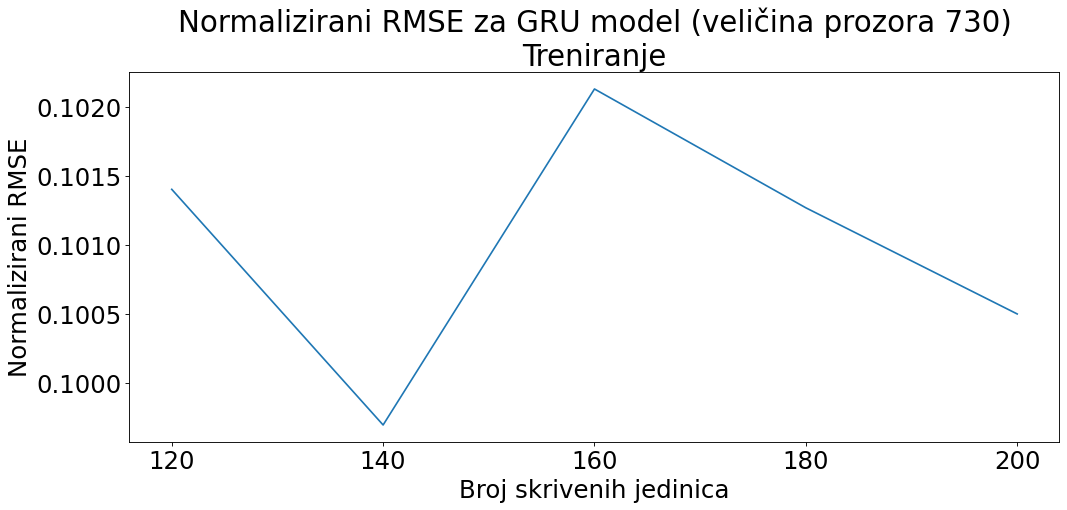 Normalizirani RMSE za GRU model (veličina prozora 730)
Treniranje
Normalizirani RMSE
0.1020
0.1015
0.1010
0.1005
0.1000
120 140 160 180 200
Broj skrivenih jedinica